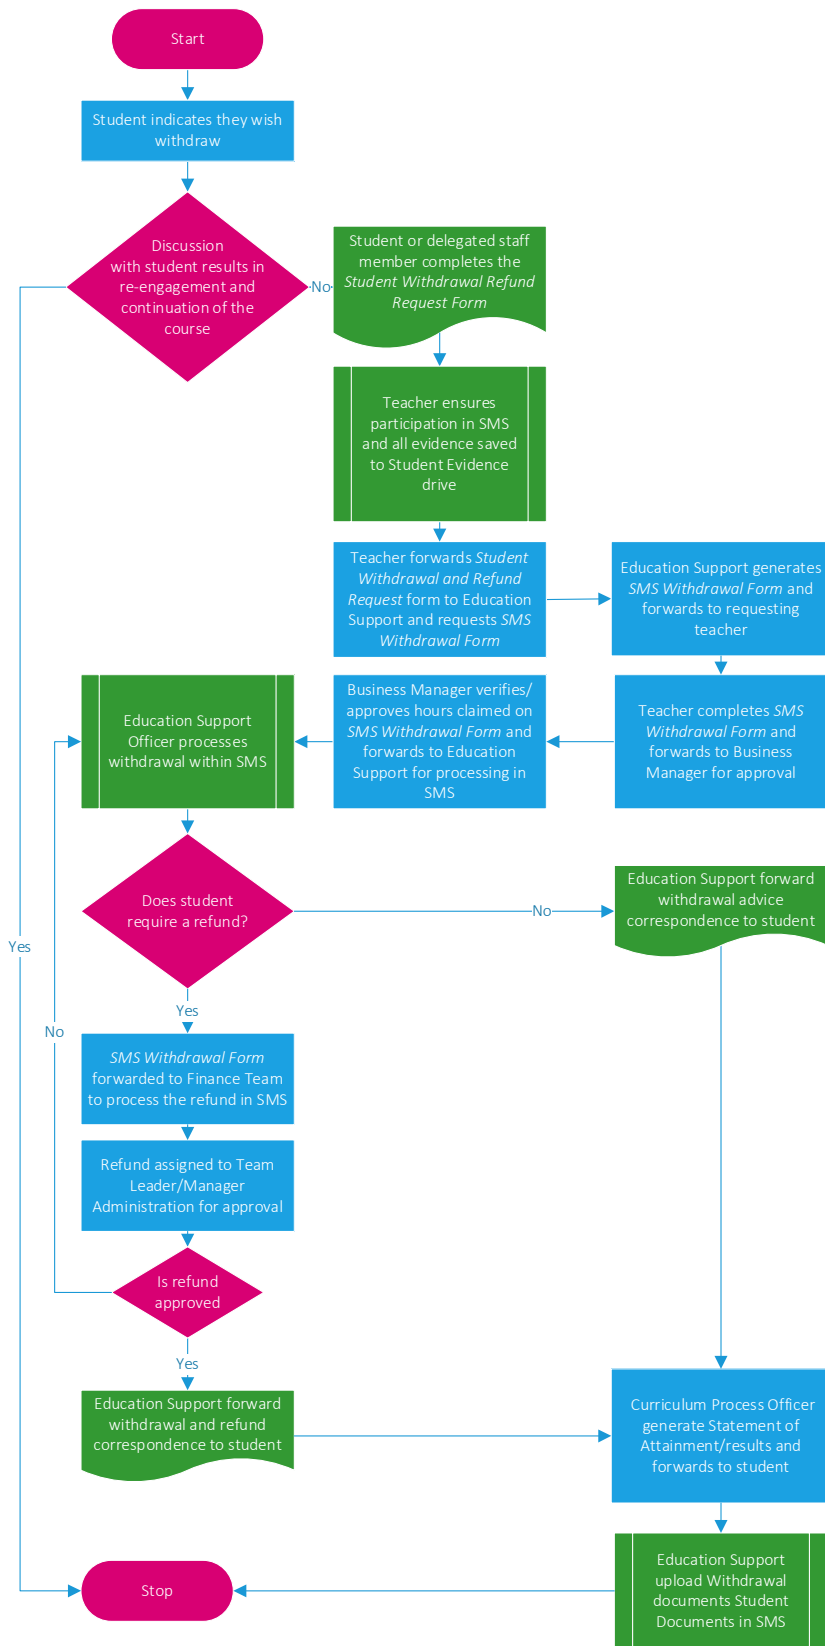 Start
Student indicates they wish
withdraw
Discussion
with student results in
re-engagement and
continuation of the
course
No
Student or delegated staff
member completes the
Student Withdrawal Refund
Request Form
Teacher ensures
participation in SMS
and all evidence saved
to Student Evidence
drive
Teacher forwards Student
Withdrawal and Refund
Request form to Education
Support and requests SMS
Withdrawal Form
Education Support generates
SMS Withdrawal Form and
forwards to requesting
teacher
Teacher completes SMS
Withdrawal Form and
forwards to Business
Manager for approval
Business Manager verifies/
approves hours claimed on
SMS Withdrawal Form and
forwards to Education
Support for processing in
SMS
Education Support
Officer processes
withdrawal within SMS
Does student
require a refund?
No
Education Support forward
withdrawal advice
correspondence to student
Yes
Yes
SMS Withdrawal Form
forwarded to Finance Team
to process the refund in SMS
No
Refund assigned to Team
Leader/Manager
Administration for approval
Is refund
approved
Yes
Education Support forward
withdrawal and refund
correspondence to student
Curriculum Process Officer
generate Statement of
Attainment/results and
forwards to student
Education Support
upload Withdrawal
documents Student
Documents in SMS
Stop